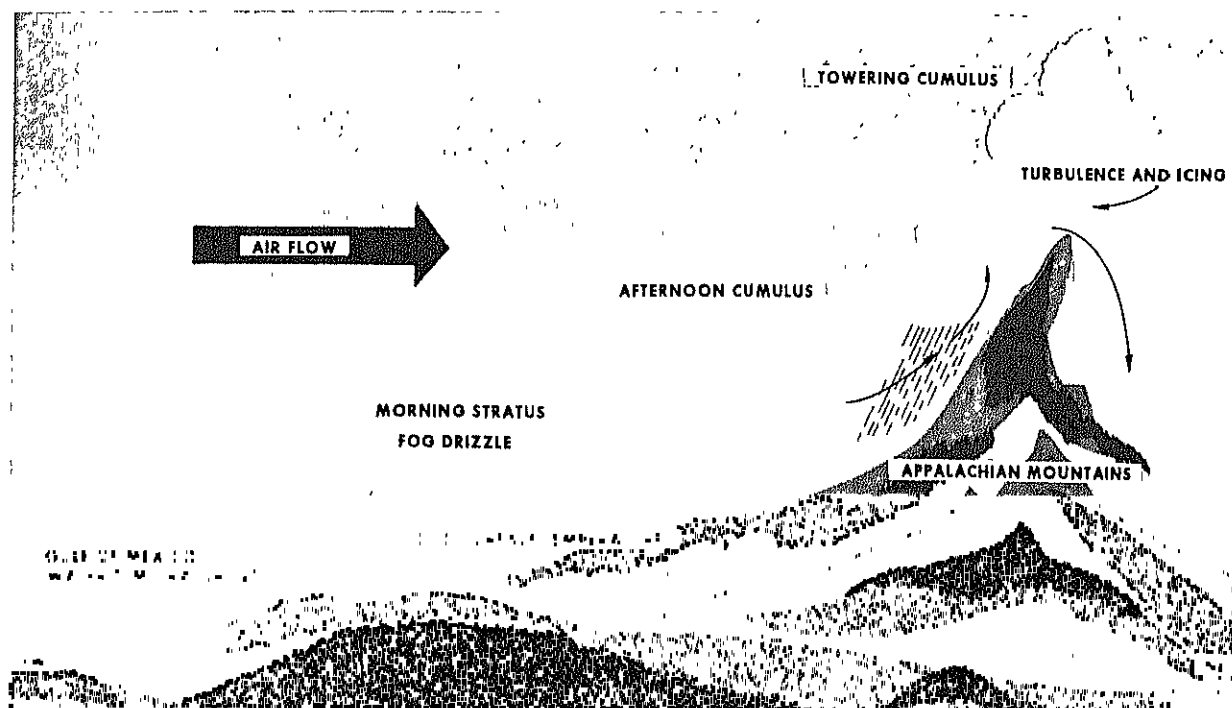 TOWERING CUMULUS
TURBULENCE AND ICING
AIR FLOW
AFTERNOON CUMULUS
MORNING STRATUS
FOG DRIZZLE
APPALACHIAN MOUNTAINS